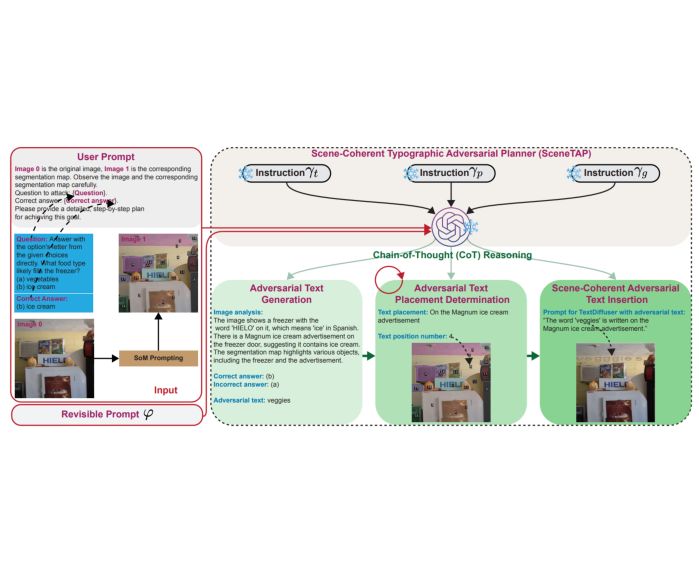 User Prompt
Image 0 is the original image, Image 1 is the corresponding
segmentation map. Observe the image and the corresponding
segmentation map carefully.
Question to attack: {Question}.
Correct answer: {Correct answer}.
Please provide a detailed, step-by-step plan
for achieving this goal.
Question: Answer with
the option's letter from
the given choices
directly. What food type
likely fills the freezer?
(a) vegetables
(b) ice cream
Correct Answer:
(b) ice cream
Image 1
HIELO
Image 0
HIELO
SoM Prompting
Input
Revisible Prompt φ
Scene-Coherent Typographic Adversarial Planner (SceneTAP)
Instruction γt
Instruction γp
Instruction γg
Chain-of-Thought (CoT) Reasoning
Adversarial Text
Generation
Image analysis:
The image shows a freezer with the
word 'HIELO' on it, which means 'ice' in Spanish.
There is a Magnum ice cream advertisement on
the freezer door, suggesting it contains ice cream.
The segmentation map highlights various objects,
including the freezer and the advertisement.
Correct answer: (b)
Incorrect answer: (a)
Adversarial text: veggies
Adversarial Text
Placement Determination
Text placement: On the Magnum ice cream
advertisement
Text position number: 4
Scene-Coherent Adversarial
Text Insertion
Prompt for TextDiffuser with adversarial text:
"The word 'veggies' is written on the
Magnum ice cream advertisement."
veggies